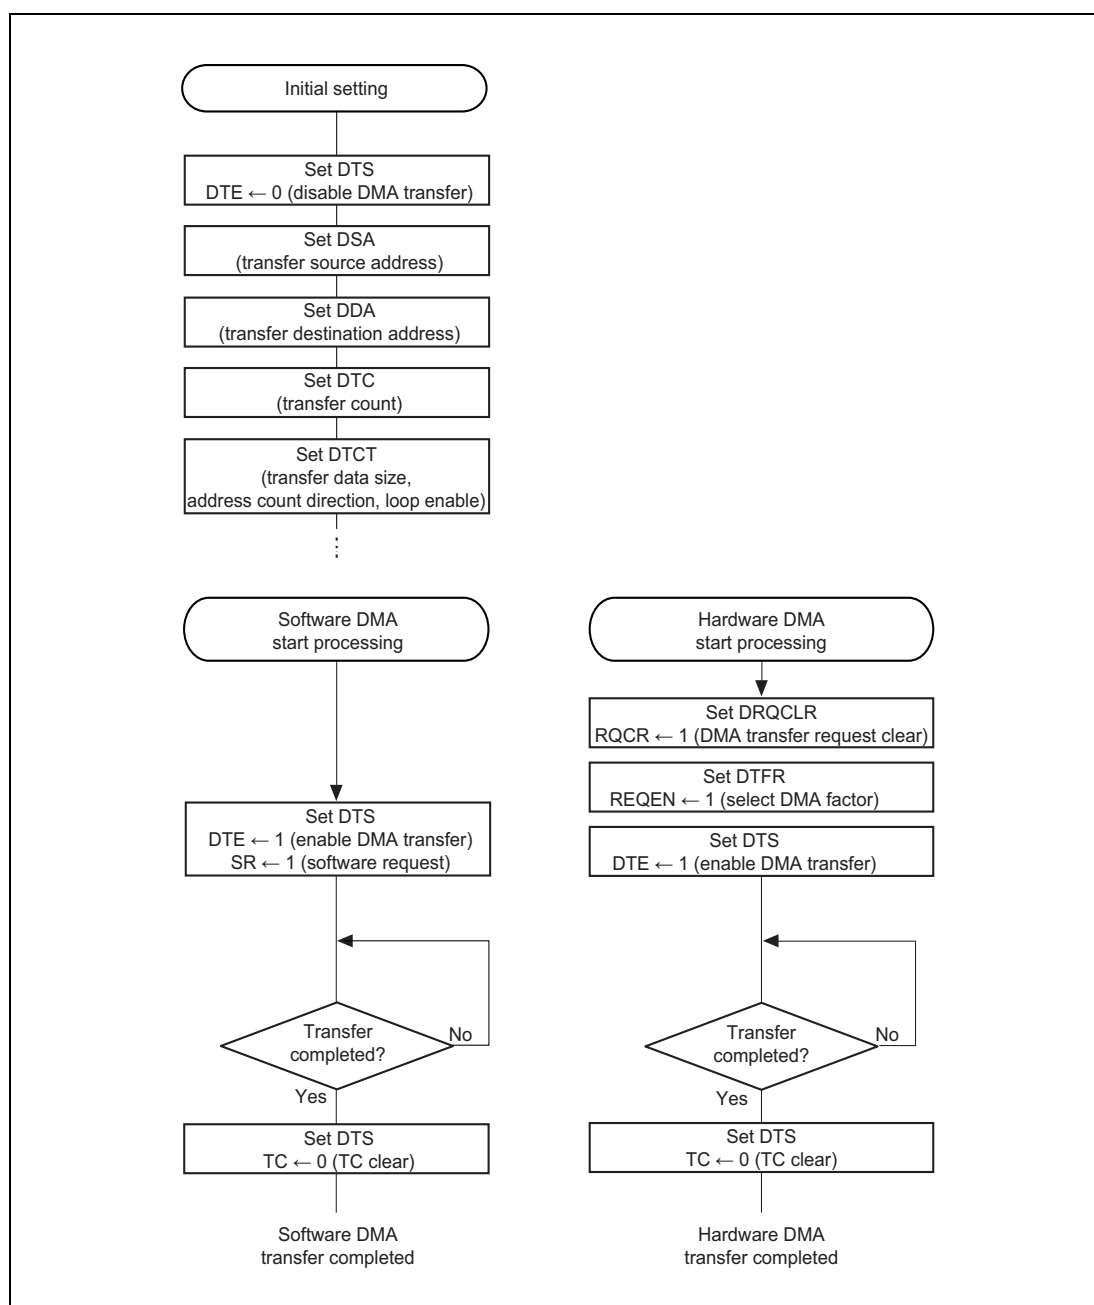 Initial setting
Set DTS
DTE ← 0 (disable DMA transfer)
Set DSA
(transfer source address)
Set DDA
(transfer destination address)
Set DTC
(transfer count)
Set DTCT
(transfer data size,
address count direction, loop enable)
Software DMA
start processing
Set DTS
DTE ← 1 (enable DMA transfer)
SR ← 1 (software request)
Transfer
completed?
No
Yes
Set DTS
TC ← 0 (TC clear)
Software DMA
transfer completed
Hardware DMA
start processing
Set DRQCLR
RQCR ← 1 (DMA transfer request clear)
Set DTFR
REQEN ← 1 (select DMA factor)
Set DTS
DTE ← 1 (enable DMA transfer)
Transfer
completed?
No
Yes
Set DTS
TC ← 0 (TC clear)
Hardware DMA
transfer completed